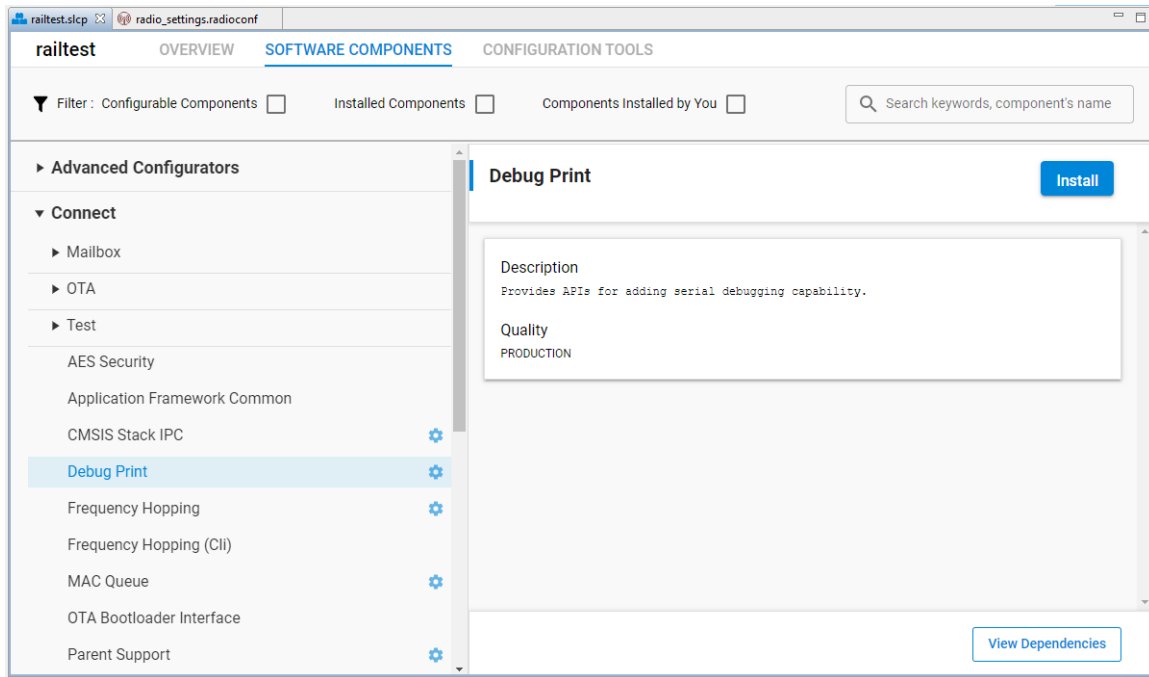 railtest.slcp radio_settings.radioconf
railtest OVERVIEW SOFTWARE COMPONENTS CONFIGURATION TOOLS
Filter : Configurable Components Installed Components Components Installed by You Search keywords, component's name
Advanced Configurators
Connect
Mailbox
OTA
Test
AES Security
Application Framework Common
CMSIS Stack IPC
Debug Print
Frequency Hopping
Frequency Hopping (Cli)
MAC Queue
OTA Bootloader Interface
Parent Support
Debug Print
Install
Description
Provides APIs for adding serial debugging capability.
Quality
PRODUCTION
View Dependencies